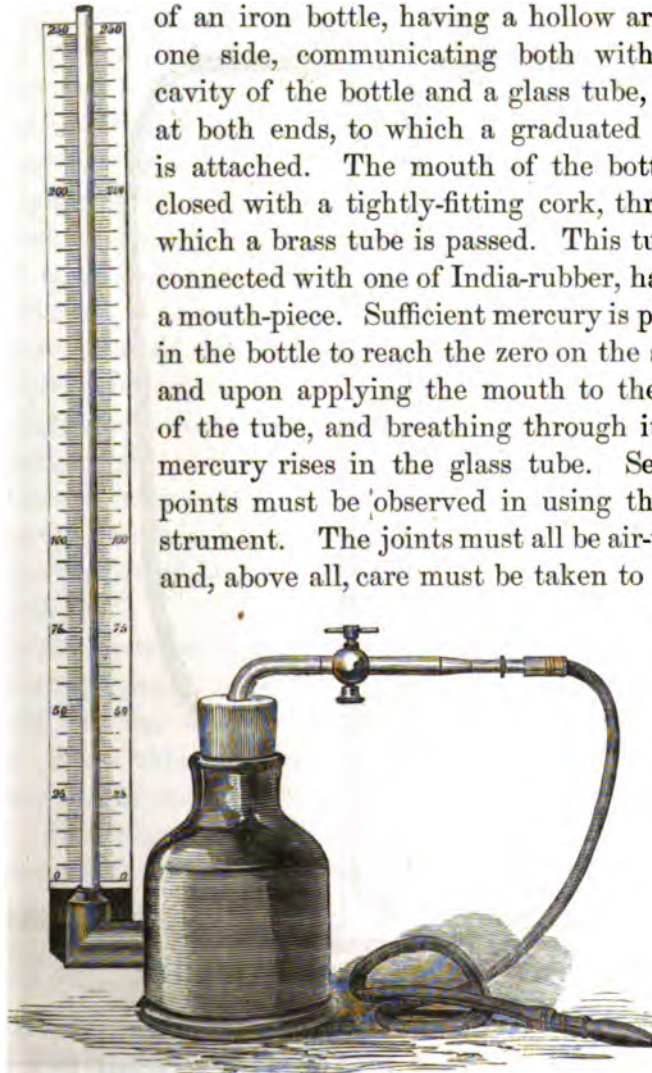 of an iron bottle, having a hollow ar
one side, communicating both with
cavity of the bottle and a glass tube,
at both ends, to which a graduated
is attached. The mouth of the bott
closed with a tightly-fitting cork, thr
which a brass tube is passed. This tu
connected with one of India-rubber, ha
a mouth-piece. Sufficient mercury is p
in the bottle to reach the zero on the s
and upon applying the mouth to the
of the tube, and breathing through i
mercury rises in the glass tube. Se
points must be observed in using th
strument. The joints must all be air-
and, above all, care must be taken to
250 250
200 200
100 100
75 75
50 50
25 25
0 0